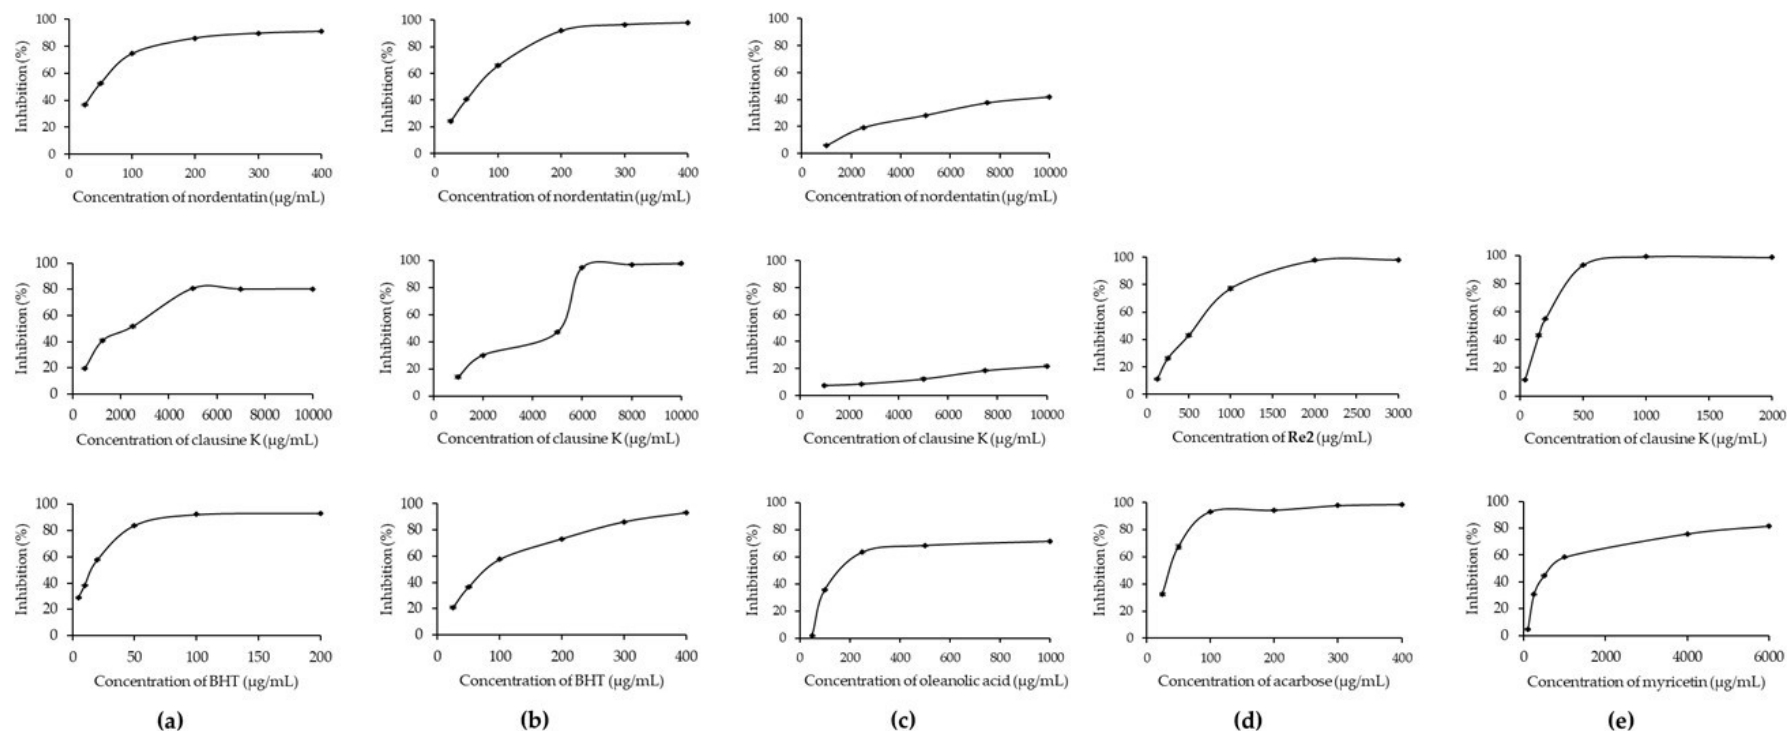 100
80
60
40
20
0
Inhibition (%)
0 100 200 300 400
Concentration of nordentatin (µg/mL)
100
80
60
40
20
0
Inhibition (%)
0 100 200 300 400
Concentration of nordentatin (µg/mL)
100
80
60
40
20
0
Inhibition (%)
0 2000 4000 6000 8000 10000
Concentration of nordentatin (µg/mL)
100
80
60
40
20
0
Inhibition (%)
0 2000 4000 6000 8000 10000
Concentration of clausine K (µg/mL)
100
80
60
40
20
0
Inhibition (%)
0 2000 4000 6000 8000 10000
Concentration of clausine K (µg/mL)
100
80
60
40
20
0
Inhibition (%)
0 2000 4000 6000 8000 10000
Concentration of clausine K (µg/mL)
100
80
60
40
20
0
Inhibition (%)
0 500 1000 1500 2000 2500 3000
Concentration of Re2 (µg/mL)
100
80
60
40
20
0
Inhibition (%)
0 500 1000 1500 2000
Concentration of clausine K (µg/mL)
100
80
60
40
20
0
Inhibition (%)
0 50 100 150 200
Concentration of BHT (µg/mL)
100
80
60
40
20
0
Inhibition (%)
0 100 200 300 400
Concentration of BHT (µg/mL)
100
80
60
40
20
0
Inhibition (%)
0 200 400 600 800 1000
Concentration of oleanolic acid (µg/mL)
100
80
60
40
20
0
Inhibition (%)
0 100 200 300 400
Concentration of acarbose (µg/mL)
100
80
60
40
20
0
Inhibition (%)
0 2000 4000 6000
Concentration of myricetin (µg/mL)
(a) (b) (c) (d) (e)